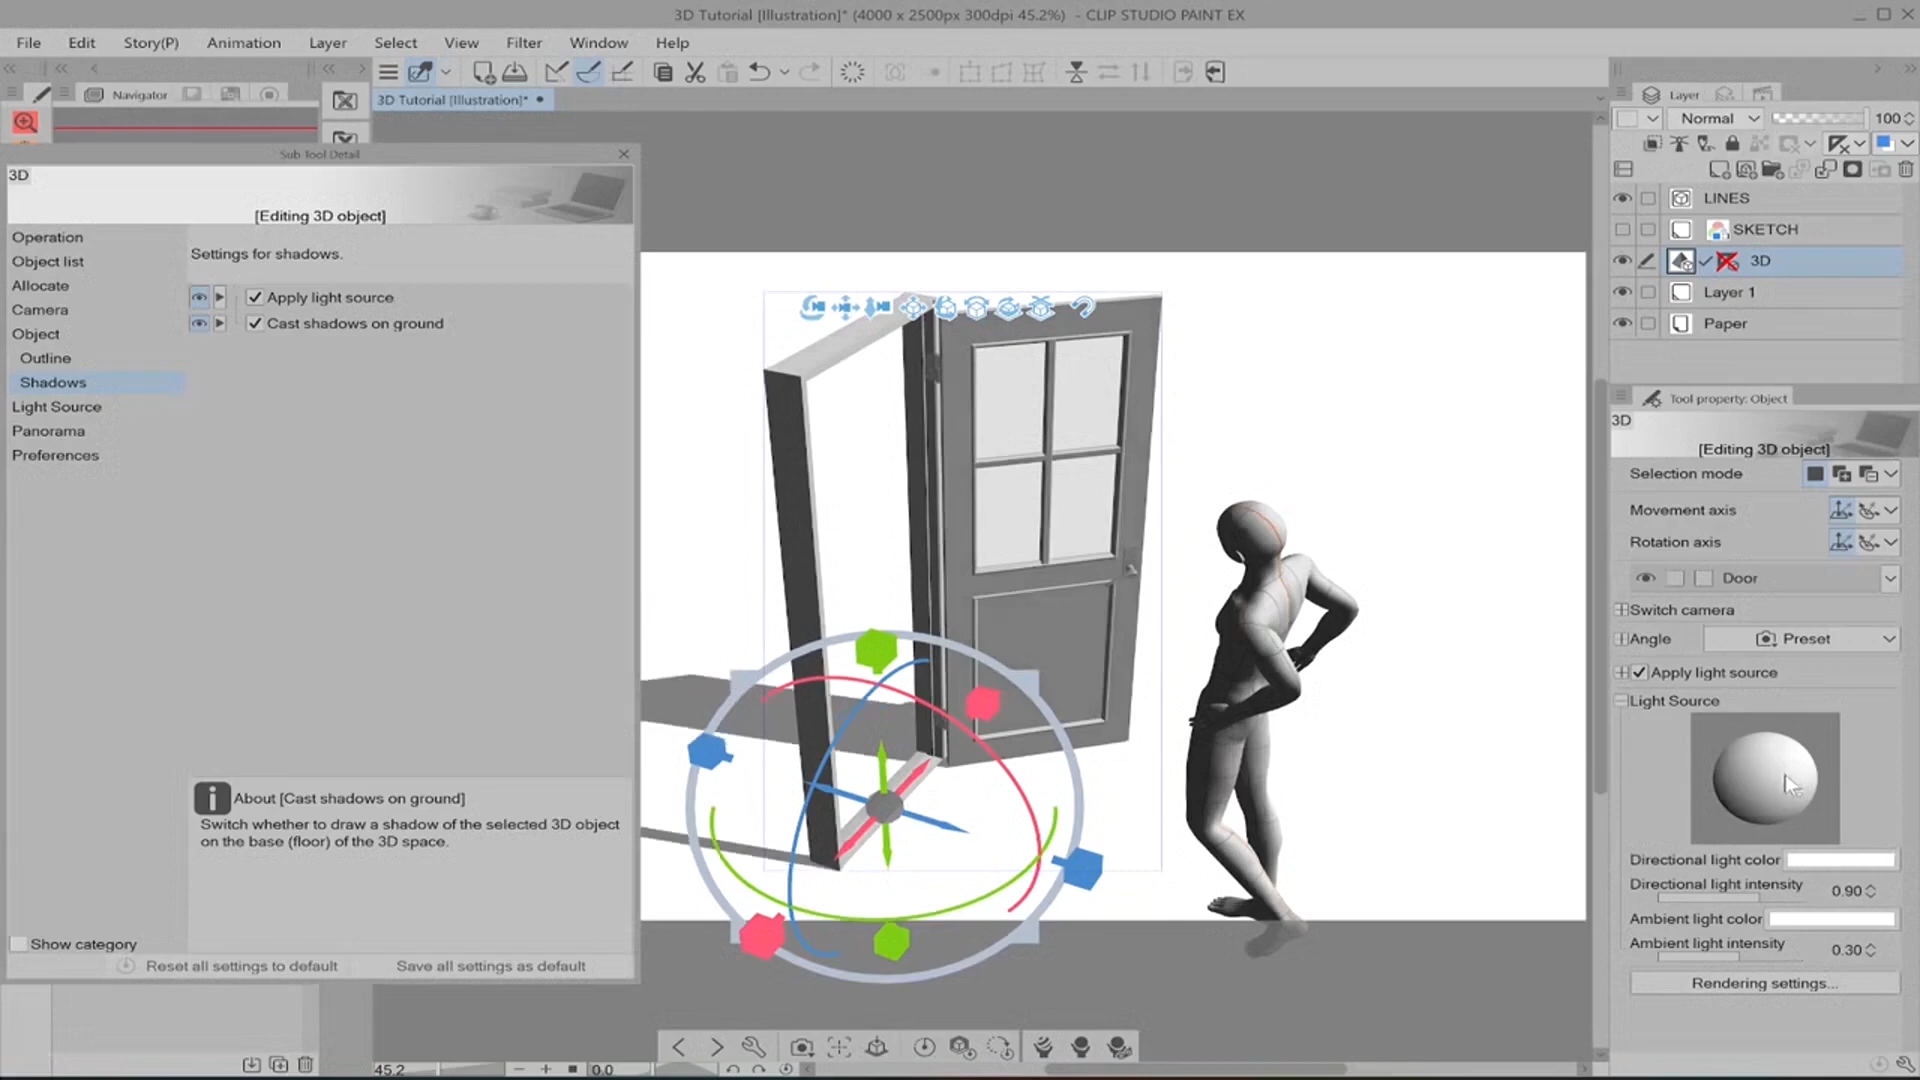 3D Tutorial [Illustration]* (4000 x 2500px 300dpi 45.2%) - CLIP STUDIO PAINT EX
File Edit Story(P) Animation Layer Select View Filter Window Help
Navigator
3D Tutorial [Illustration]*
Sub Tool Detail
3D
[Editing 3D object]
Operation
Object list
Allocate
Camera
Object
Outline
Shadows
Light Source
Panorama
Preferences
Settings for shadows.
Apply light source
Cast shadows on ground
About [Cast shadows on ground]
Switch whether to draw a shadow of the selected 3D object
on the base (floor) of the 3D space.
Show category
Reset all settings to default
Save all settings as default
45.2
0.0
Layer
Normal
100
LINES
SKETCH
3D
Layer 1
Paper
Tool property: Object
3D
[Editing 3D object]
Selection mode
Movement axis
Rotation axis
Door
Switch camera
Angle
Preset
Apply light source
Light Source
Directional light color
Directional light intensity 0.90
Ambient light color
Ambient light intensity 0.30
Rendering settings...